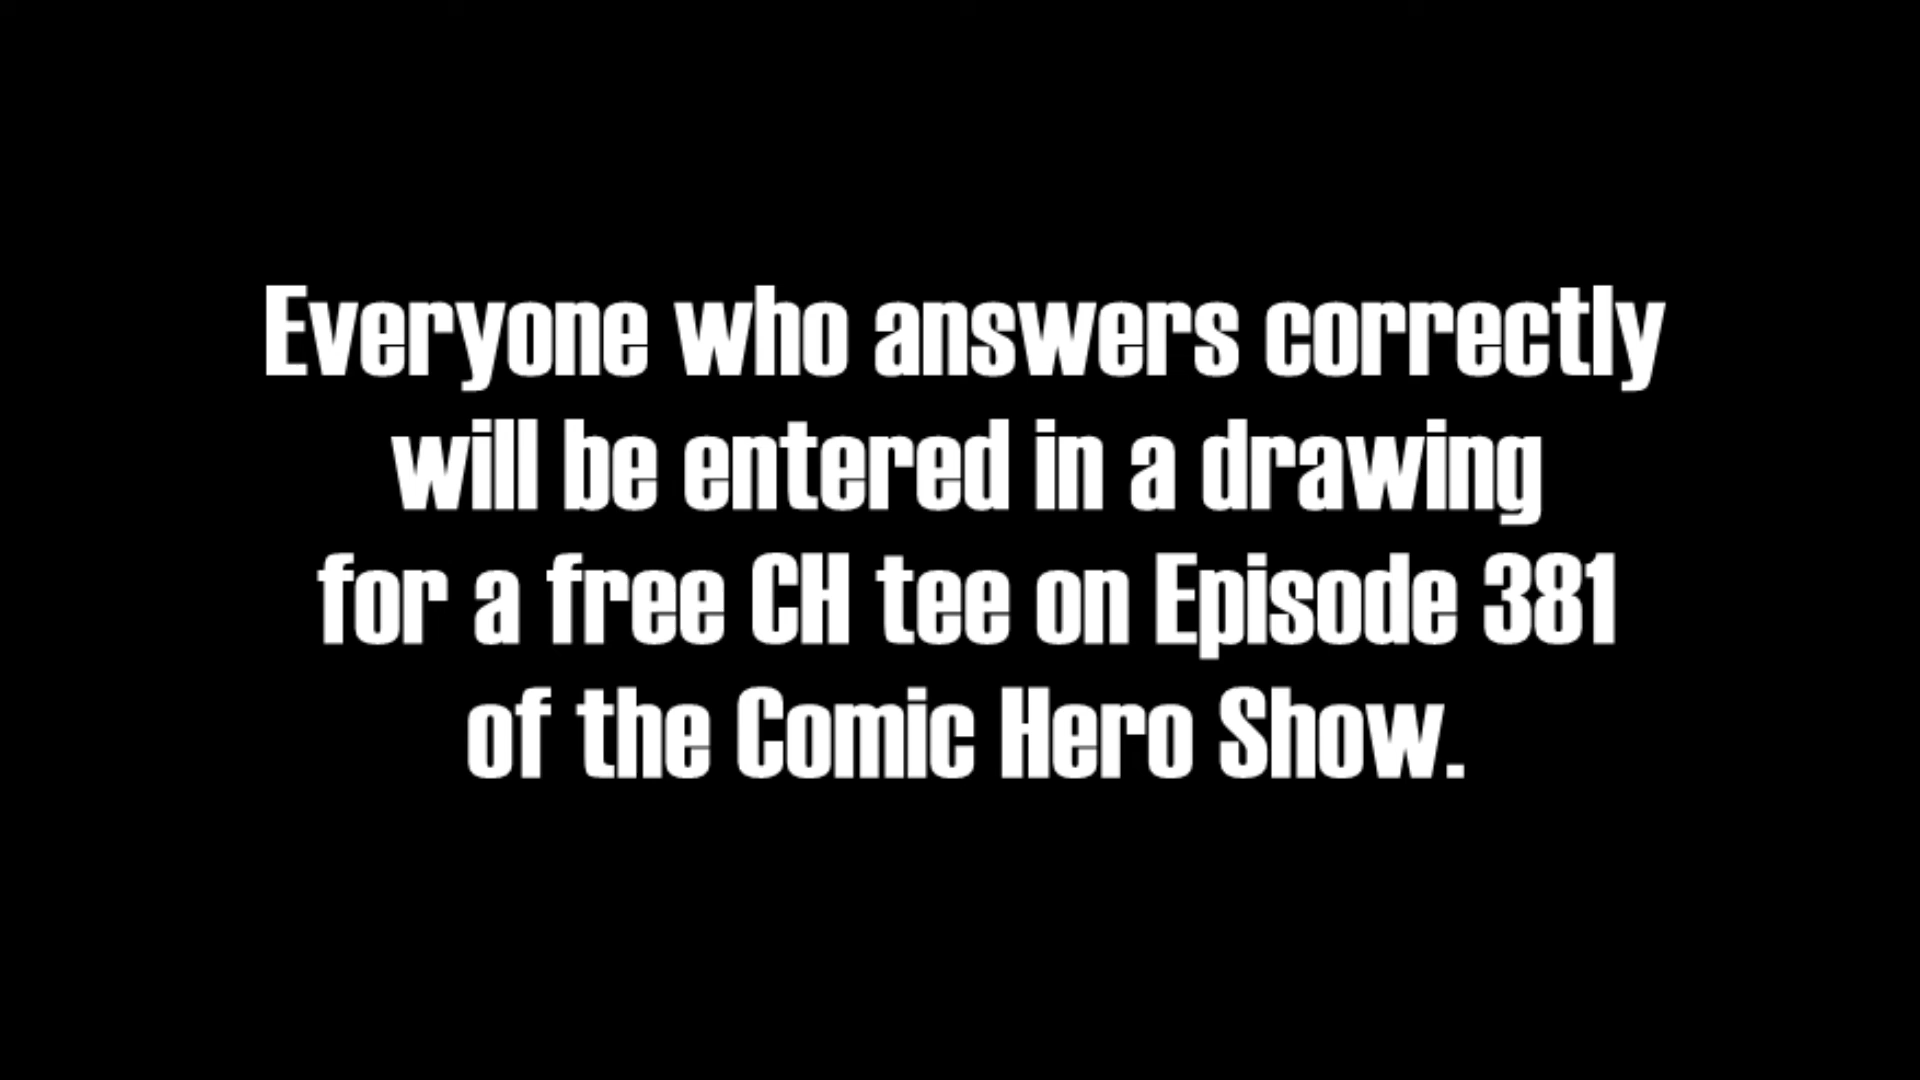 Everyone who answers correctly
will be entered in a drawing
for a free CH tee on Episode 381
of the Comic Hero Show.